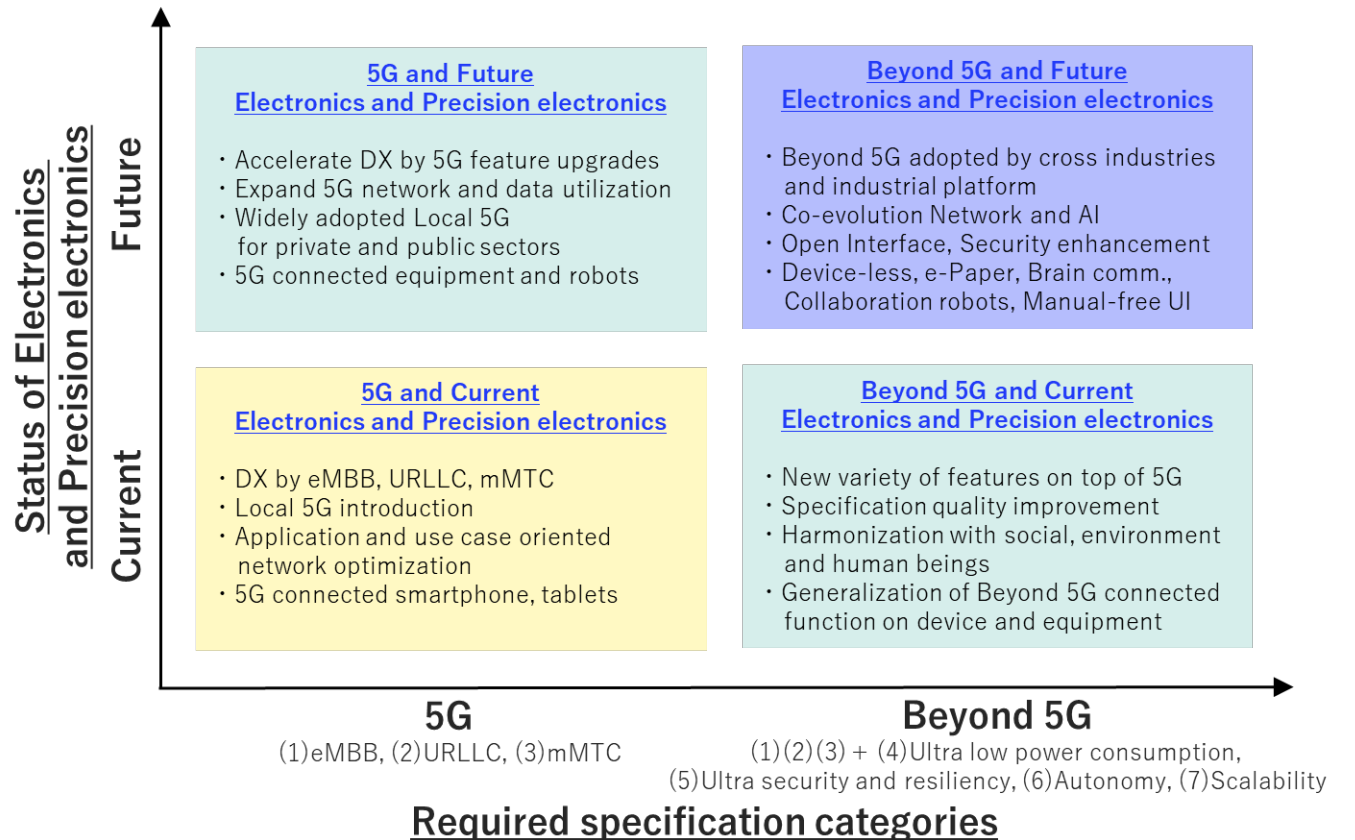 Status of Electronics
and Precision electronics
Future
Current
5G and Future
Electronics and Precision electronics
・Accelerate DX by 5G feature upgrades
・Expand 5G network and data utilization
・Widely adopted Local 5G
for private and public sectors
・5G connected equipment and robots
Beyond 5G and Future
Electronics and Precision electronics
・Beyond 5G adopted by cross industries
and industrial platform
・Co-evolution Network and AI
・Open Interface, Security enhancement
・Device-less, e-Paper, Brain comm.,
Collaboration robots, Manual-free UI
5G and Current
Electronics and Precision electronics
・DX by eMBB, URLLC, mMTC
・Local 5G introduction
・Application and use case oriented
network optimization
・5G connected smartphone, tablets
Beyond 5G and Current
Electronics and Precision electronics
・New variety of features on top of 5G
・Specification quality improvement
・Harmonization with social, environment
and human beings
・Generalization of Beyond 5G connected
function on device and equipment
5G
(1)eMBB, (2)URLLC, (3)mMTC
Beyond 5G
(1)(2)(3) + (4)Ultra low power consumption,
(5)Ultra security and resiliency, (6)Autonomy, (7)Scalability
Required specification categories